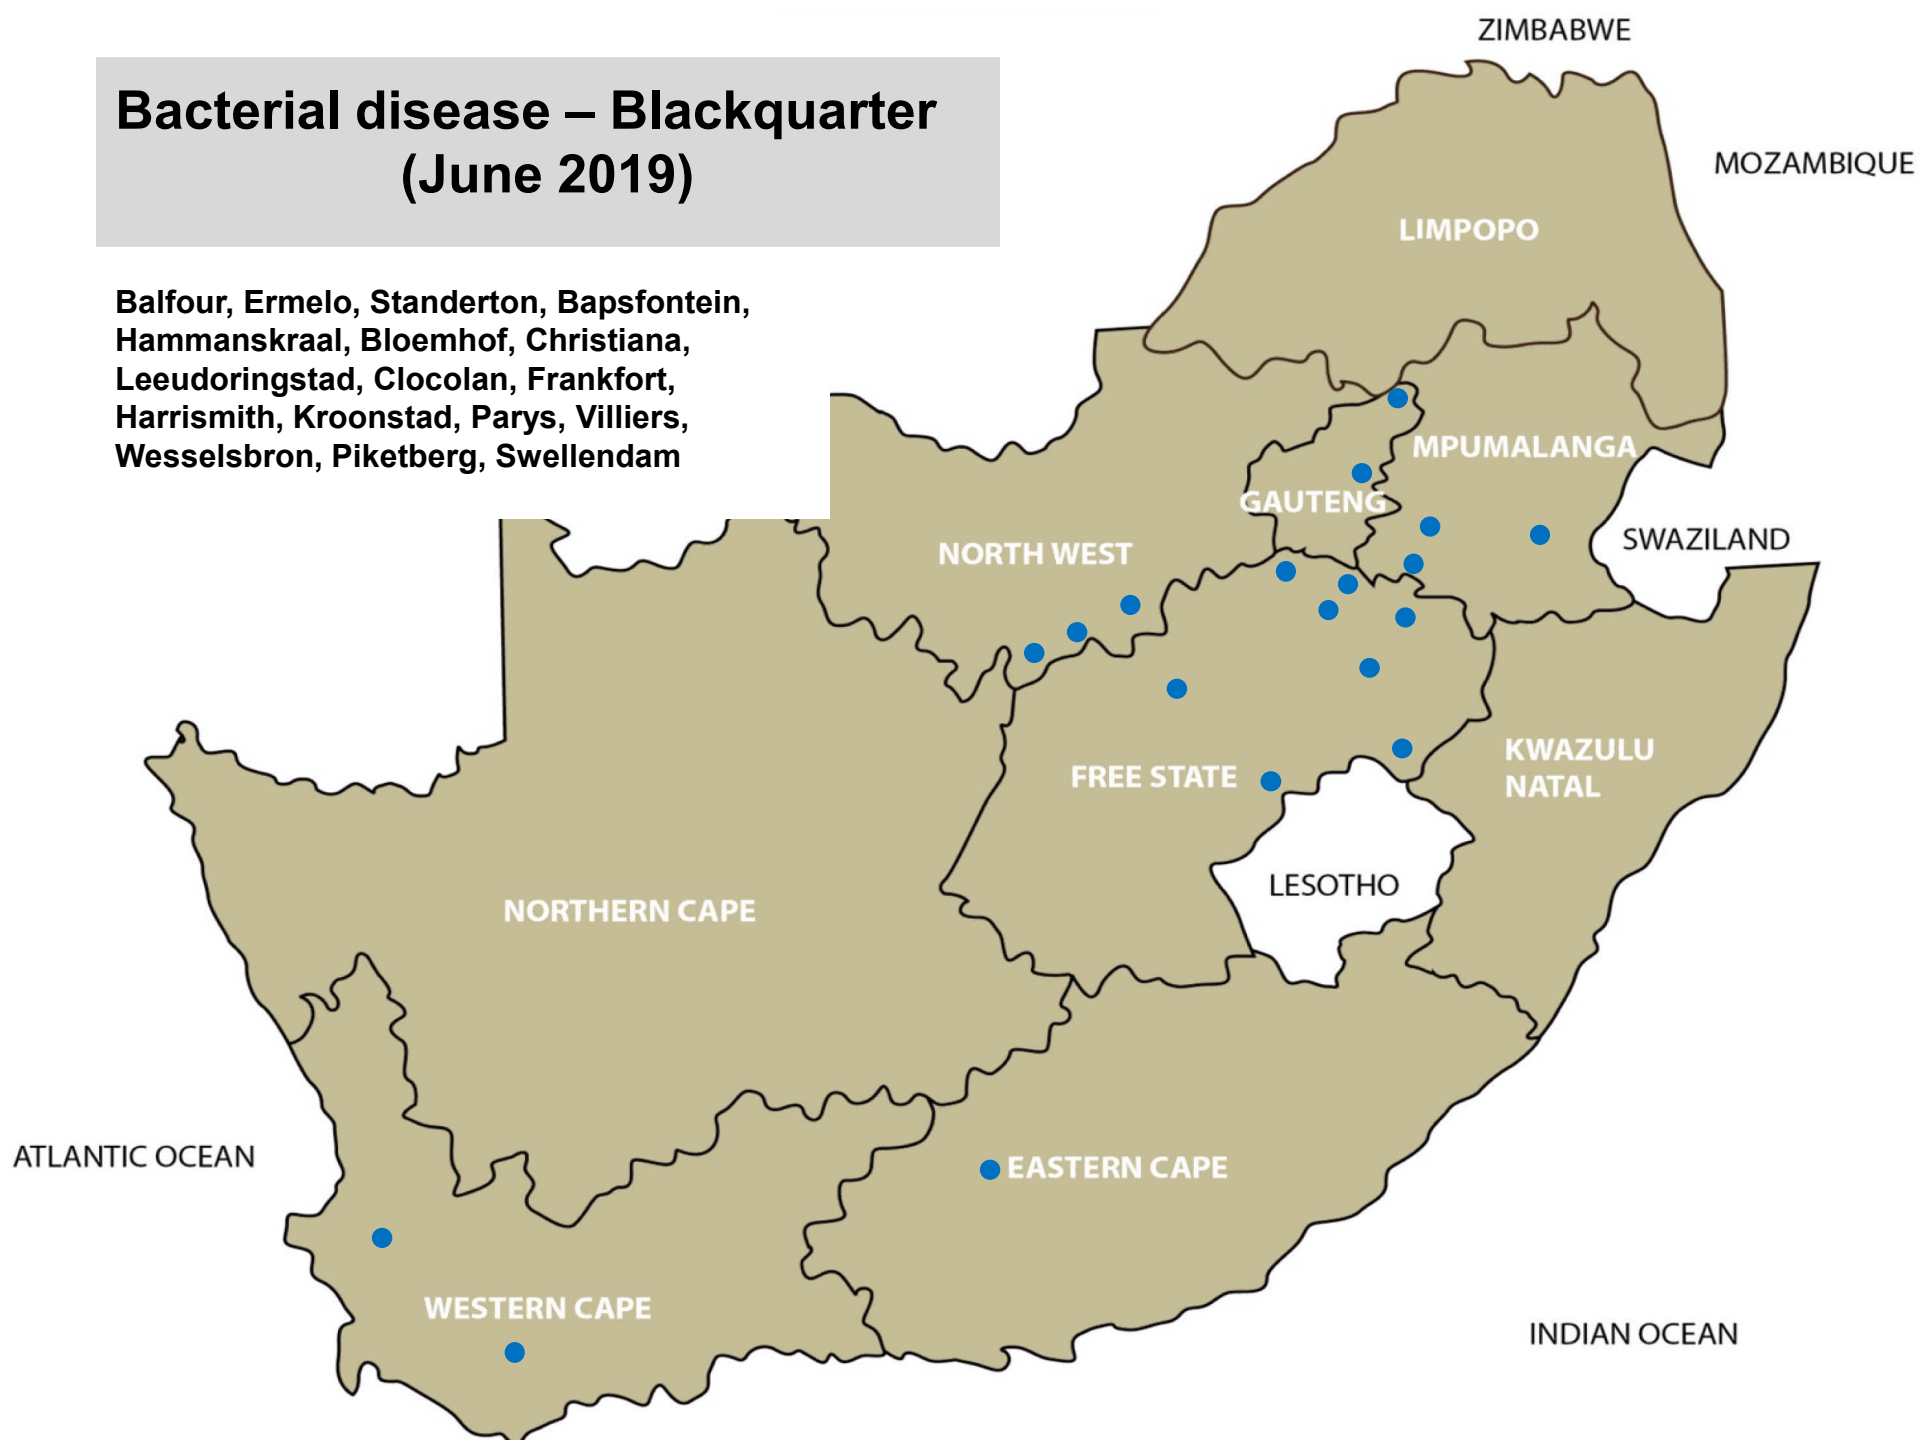 Bacterial disease – Blackquarter
(June 2019)
Balfour, Ermelo, Standerton, Bapsfontein,
Hammanskraal, Bloemhof, Christiana,
Leeudoringstad, Clocolan, Frankfort,
Harrismith, Kroonstad, Parys, Villiers,
Wesselsbron, Piketberg, Swellendam
ZIMBABWE
MOZAMBIQUE
LIMPOPO
MPUMALANGA
GAUTENG
SWAZILAND
NORTH WEST
KWAZULU
NATAL
FREE STATE
LESOTHO
NORTHERN CAPE
ATLANTIC OCEAN
EASTERN CAPE
WESTERN CAPE
INDIAN OCEAN